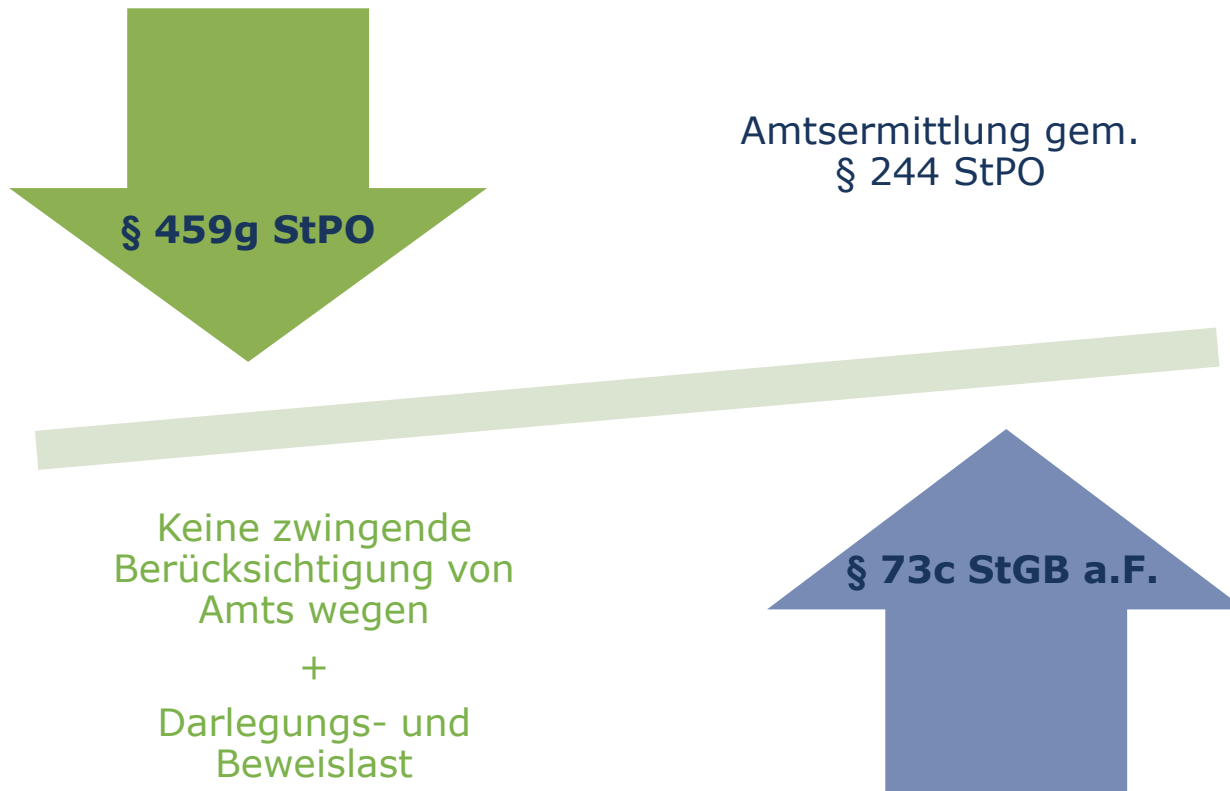 § 459g StPO
Amtsermittlung gem.
§ 244 StPO
Keine zwingende
Berücksichtigung von
Amts wegen
+
Darlegungs- und
Beweislast
§ 73c StGB a.F.